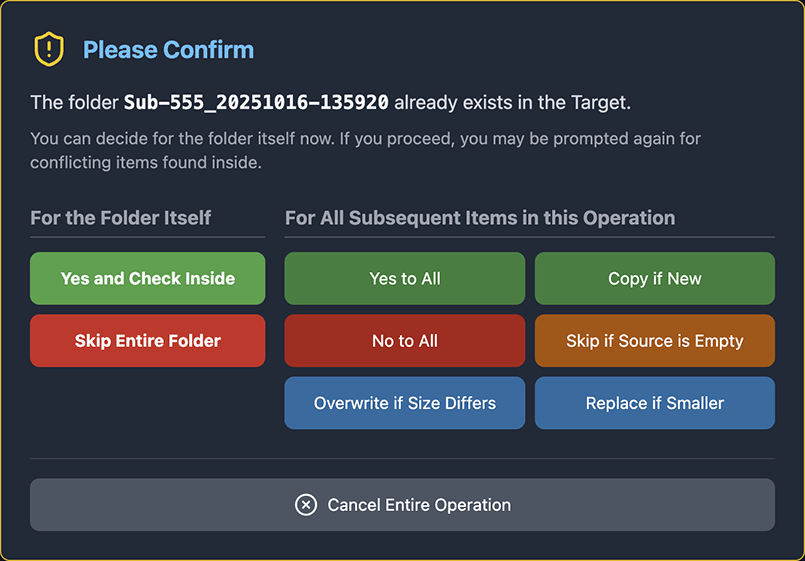 Please Confirm
The folder Sub-555_20251016-135920 already exists in the Target.
You can decide for the folder itself now. If you proceed, you may be prompted again for
conflicting items found inside.
For the Folder Itself
For All Subsequent Items in this Operation
Yes and Check Inside
Yes to All
Copy if New
Skip Entire Folder
No to All
Skip if Source is Empty
Overwrite if Size Differs
Replace if Smaller
Cancel Entire Operation